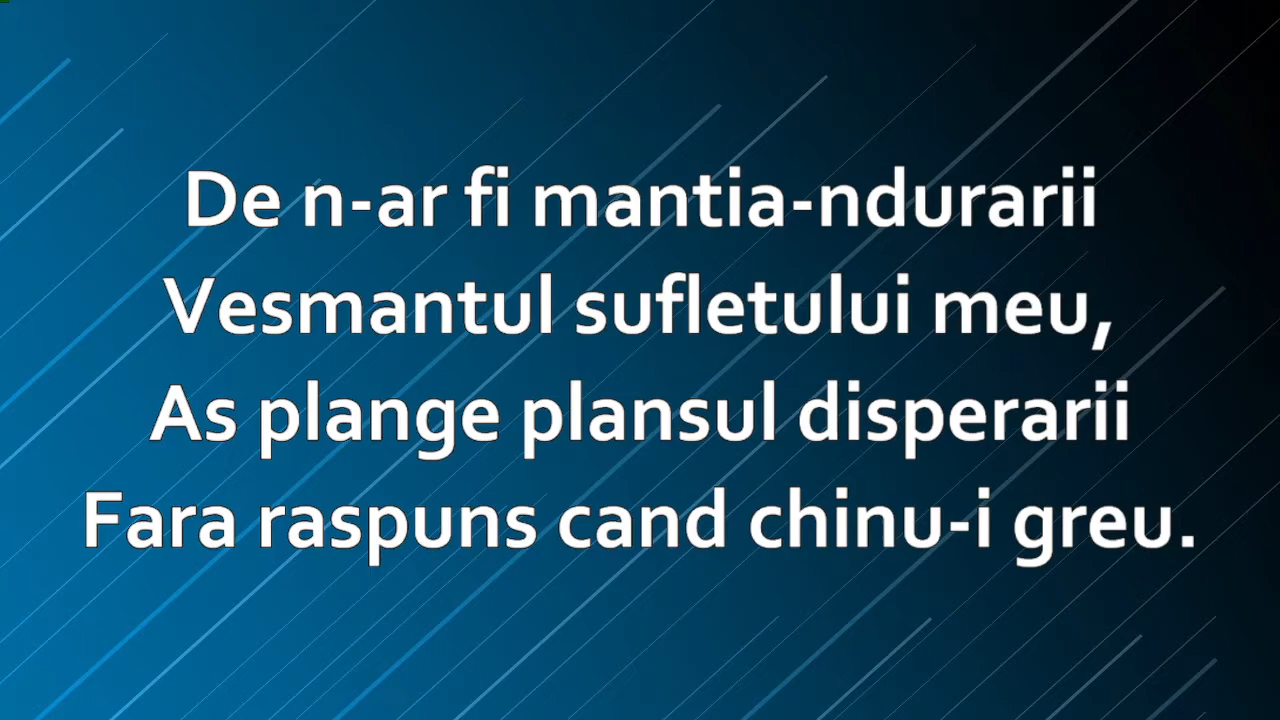 De n-ar fi mantia-ndurarii
Vesmantul sufletului meu,
As plange plansul disperarii
Fara raspuns cand chinu-i greu.